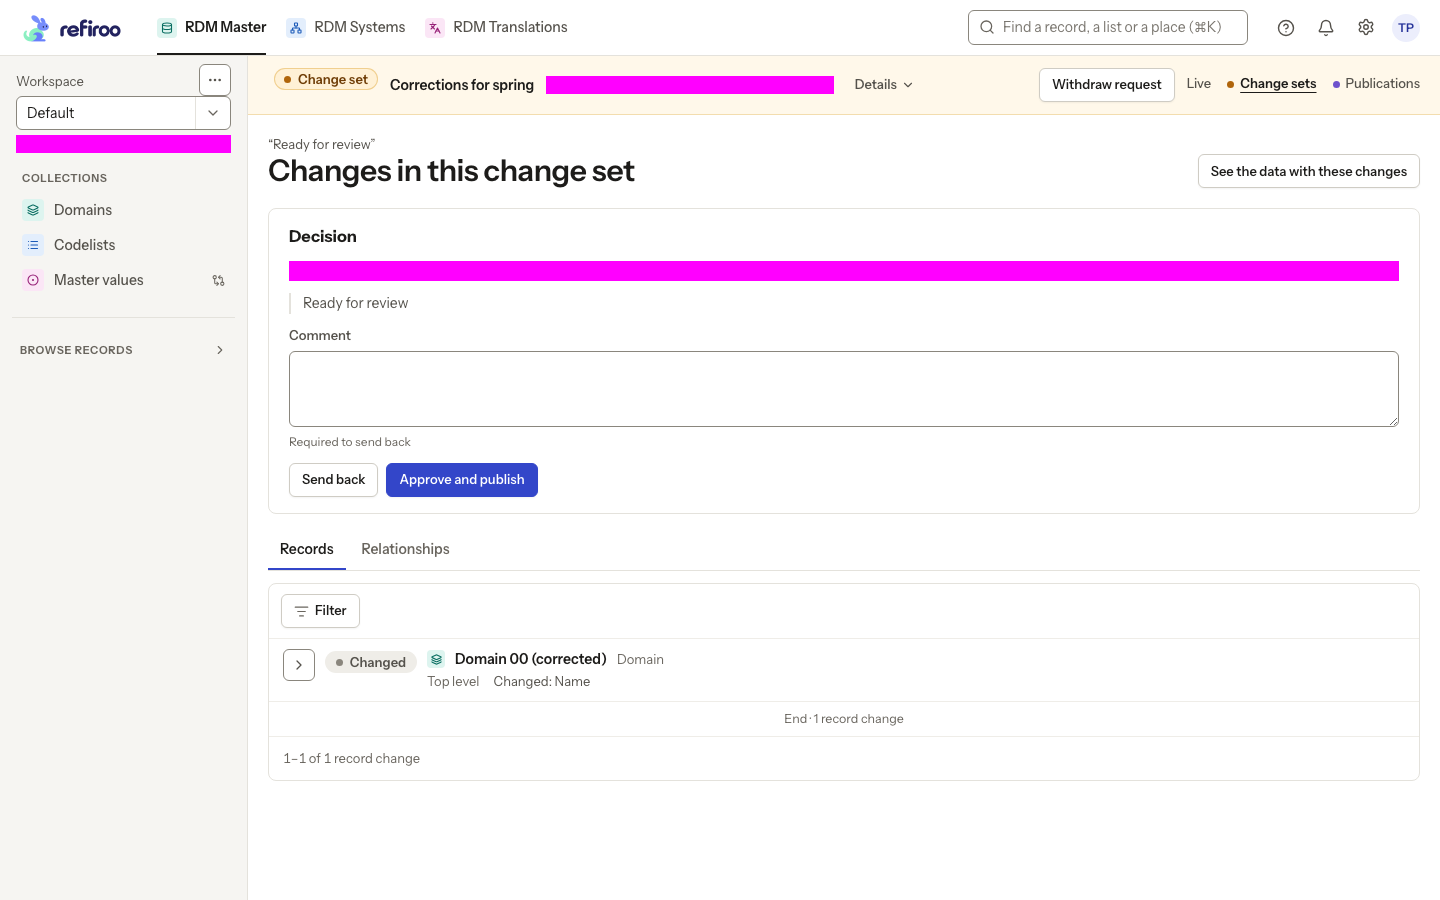 refiroo
RDM Master
RDM Systems
RDM Translations
Find a record, a list or a place (⌘K)
TP
Workspace
Default
COLLECTIONS
Domains
Codelists
Master values
BROWSE RECORDS
Change set
Corrections for spring
Details
Withdraw request
Live
Change sets
Publications
“Ready for review”
Changes in this change set
See the data with these changes
Decision
Ready for review
Comment
Required to send back
Send back
Approve and publish
Records
Relationships
Filter
Changed
Domain 00 (corrected) Domain
Top level Changed: Name
End · 1 record change
1–1 of 1 record change